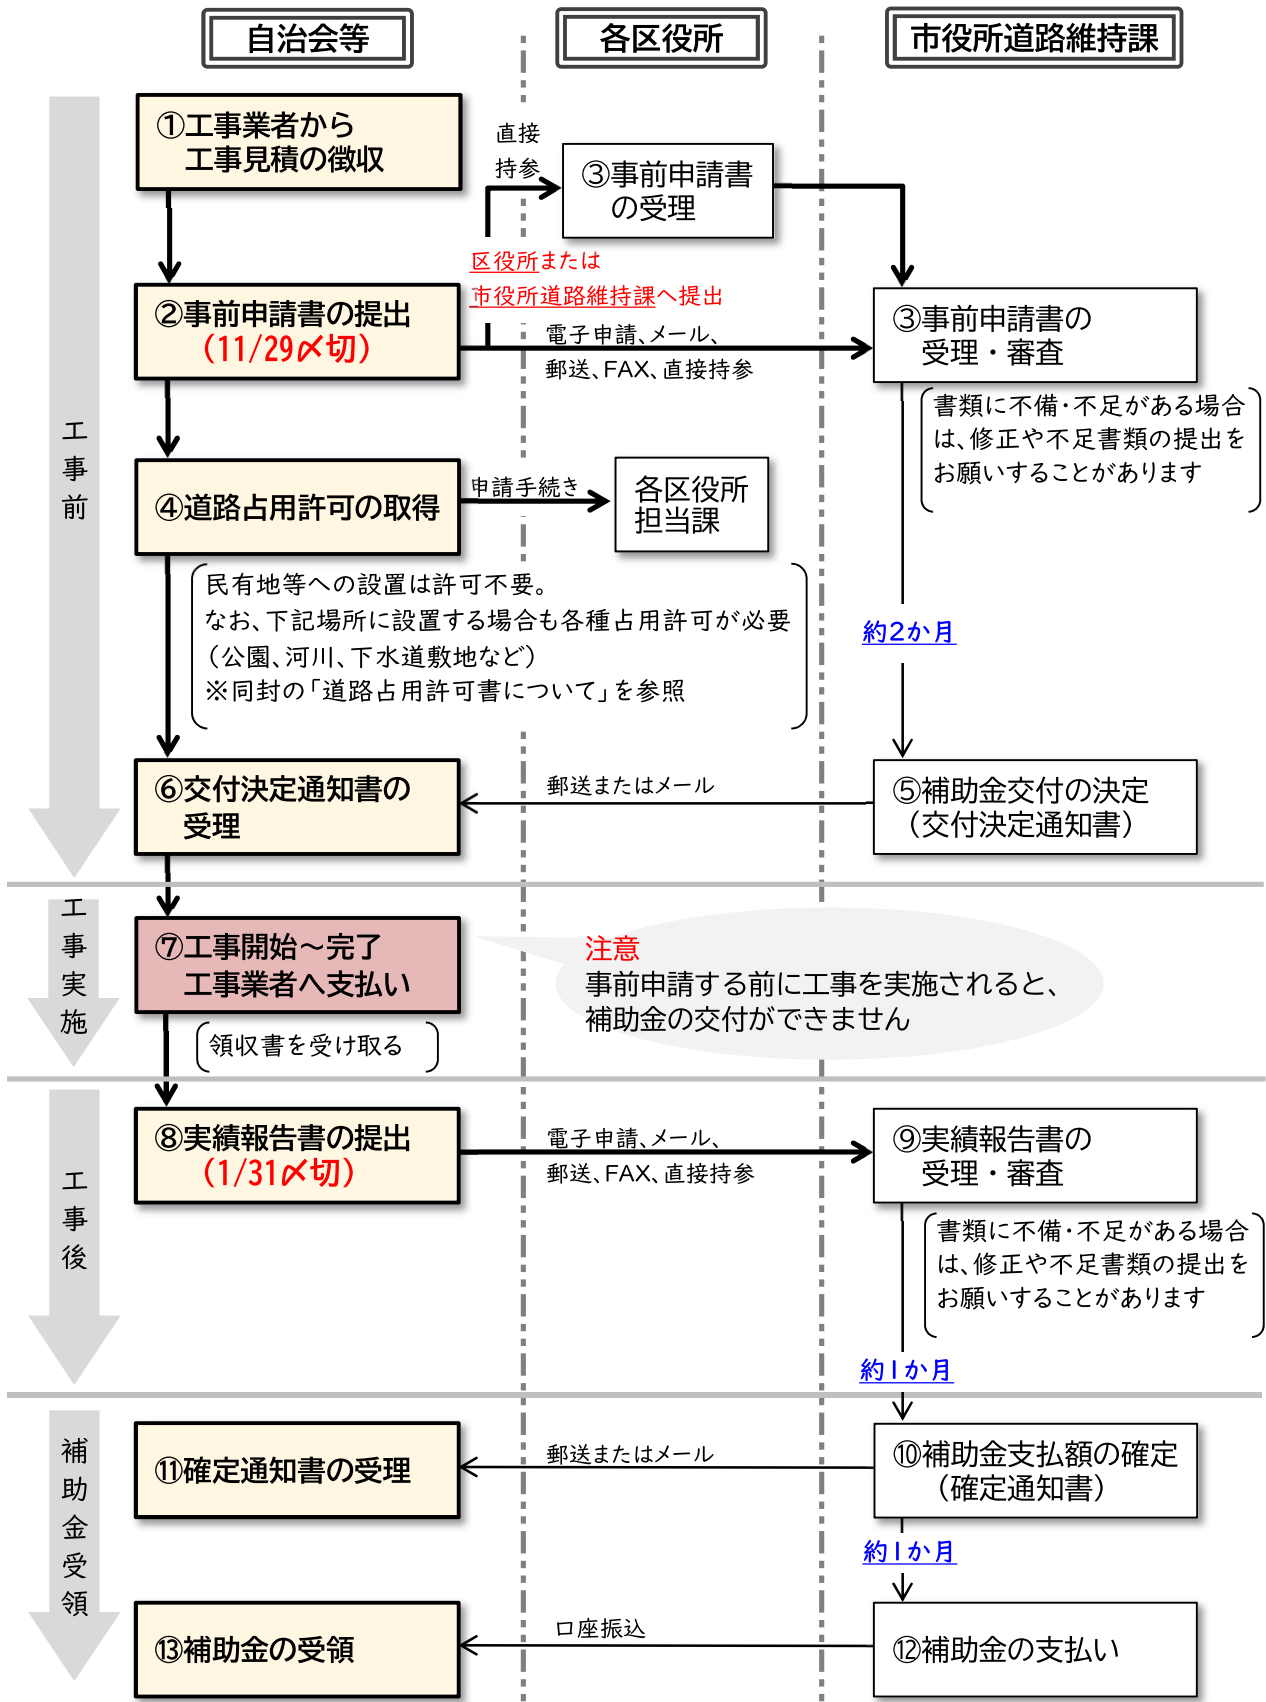 自治会等
各区役所
市役所道路維持課
工事前
①工事業者から
工事見積の徴収
直接
持参
③事前申請書
の受理
区役所または
市役所道路維持課へ提出
②事前申請書の提出
（11/29〆切）
電子申請、メール、
郵送、FAX、直接持参
③事前申請書の
受理・審査
書類に不備・不足がある場合
は、修正や不足書類の提出を
お願いすることがあります
④道路占用許可の取得
申請手続き
各区役所
担当課
民有地等への設置は許可不要。
なお、下記場所に設置する場合も各種占用許可が必要
（公園、河川、下水道敷地など）
※同封の「道路占用許可書について」を参照
約2か月
⑥交付決定通知書の
受理
郵送またはメール
⑤補助金交付の決定
（交付決定通知書）
工事実施
⑦工事開始～完了
工事業者へ支払い
注意
事前申請する前に工事を実施されると、
補助金の交付ができません
領収書を受け取る
工事後
⑧実績報告書の提出
（1/31〆切）
電子申請、メール、
郵送、FAX、直接持参
⑨実績報告書の
受理・審査
書類に不備・不足がある場合
は、修正や不足書類の提出を
お願いすることがあります
約1か月
補助金受領
⑪確定通知書の受理
郵送またはメール
⑩補助金支払額の確定
（確定通知書）
約1か月
⑬補助金の受領
口座振込
⑫補助金の支払い